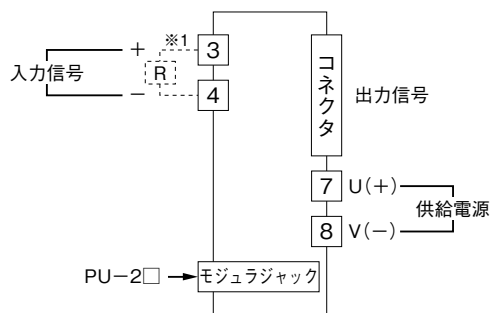 入力信号
+
※1
R
−
3
4
コネクタ
出力信号
7
U(+)
8
V(−)
供給電源
PU−2□
モジュラジャック